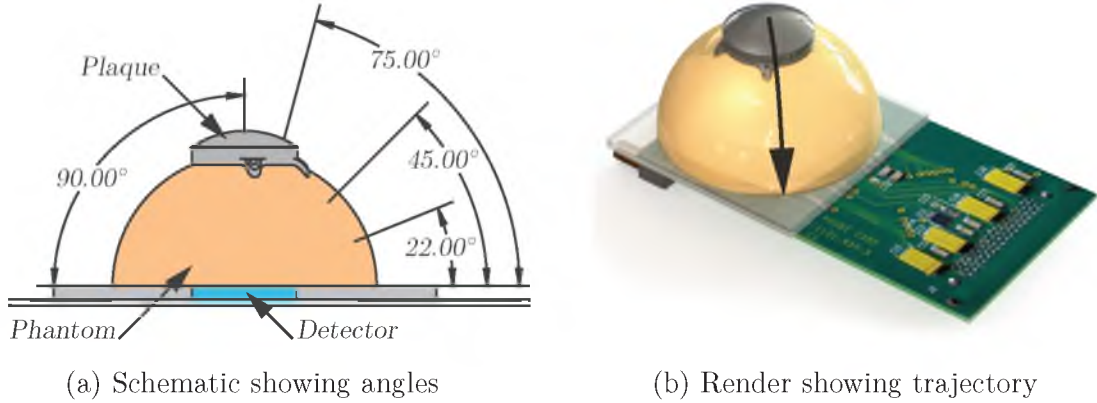 75.00°
Plaque
90.00°
45.00°
22.00°
Phantom
Detector
(a) Schematic showing angles
(b) Render showing trajectory